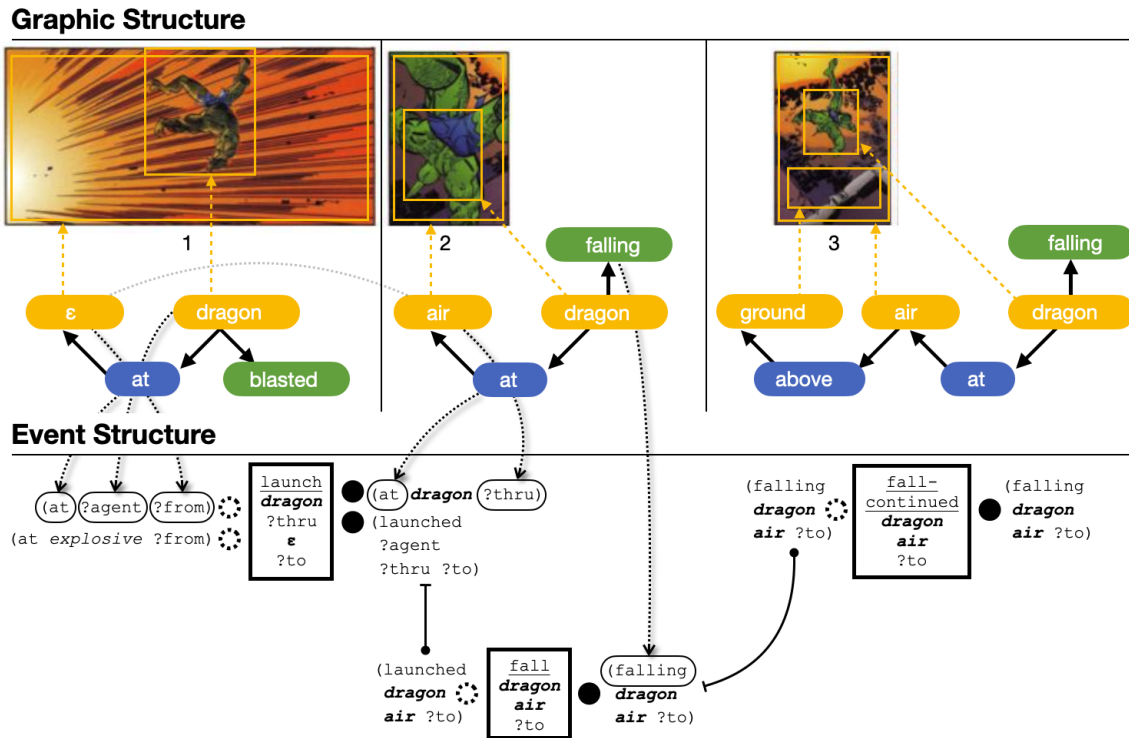 Graphic Structure
1
2
3
falling
falling
ε
dragon
air
dragon
ground
air
dragon
at
blasted
at
above
at
Event Structure
(at ?agent ?from)
(at explosive ?from)
launch
dragon
?thru
ε
?to
(at dragon ?thru)
(launched
?agent
?thru ?to)
(falling
dragon
air ?to)
fall-
continued
dragon
air
?to
(falling
dragon
air ?to)
(launched
dragon
air ?to)
fall
dragon
air
?to
(falling
dragon
air ?to)